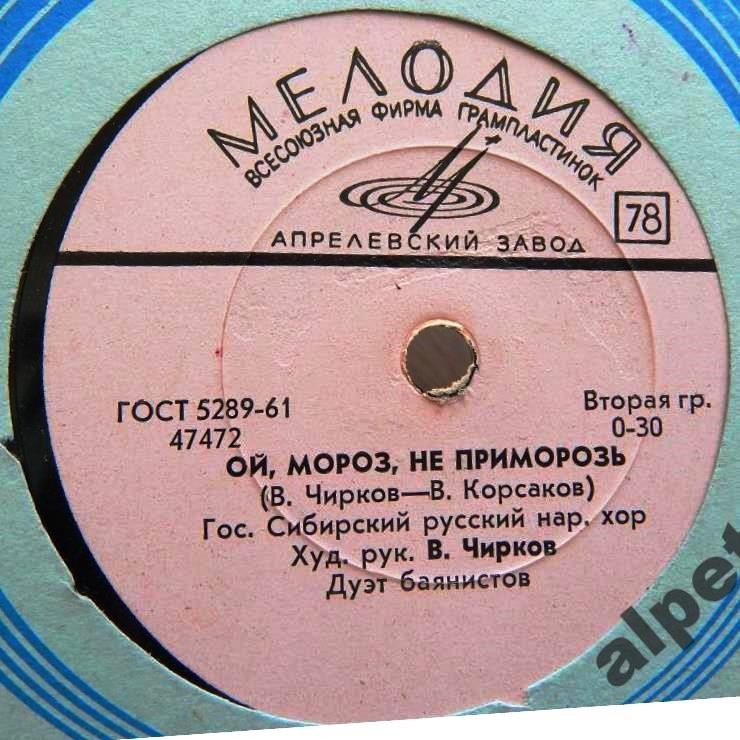 МЕЛОДИЯ
ВСЕСОЮЗНАЯ ФИРМА ГРАМПЛАСТИНОК
78
АПРЕЛЕВСКИЙ ЗАВОД
ГОСТ 5289-61
47472
Вторая гр.
0-30
ОЙ, МОРОЗ, НЕ ПРИМОРОЗЬ
(В. Чирков—В. Корсаков)
Гос. Сибирский русский нар. хор
Худ. рук. В. Чирков
Дуэт баянистов
alpet